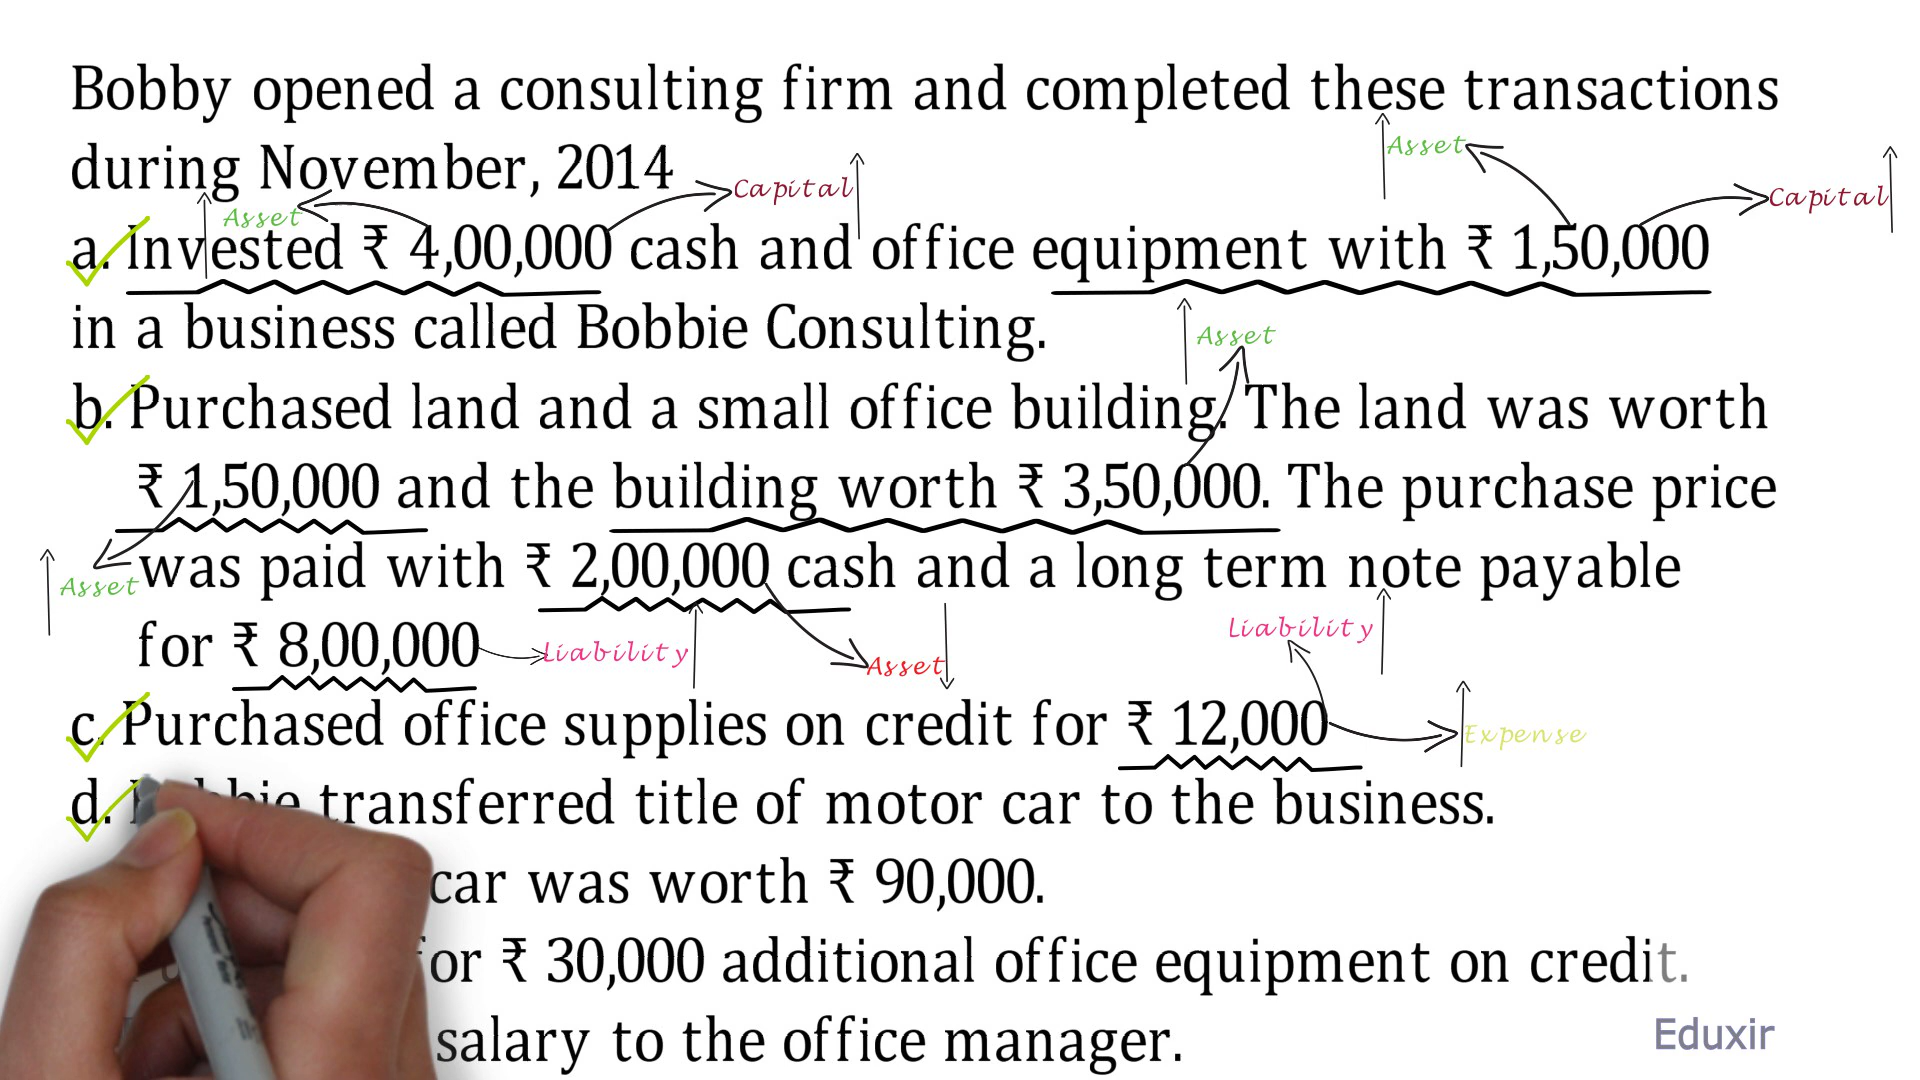 Bobby opened a consulting firm and completed these transactions
Asset
during November, 2014
Capital
Capital
Asset
a. Invested ₹ 4,00,000 cash and office equipment with ₹ 1,50,000
in a business called Bobbie Consulting.
Asset
b. Purchased land and a small office building. The land was worth
₹ 1,50,000 and the building worth ₹ 3,50,000. The purchase price
was paid with ₹ 2,00,000 cash and a long term note payable
Asset
Liability
for ₹ 8,00,000
Liability
Asset
c. Purchased office supplies on credit for ₹ 12,000
Expense
d. transferred title of motor car to the business.
car was worth ₹ 90,000.
for ₹ 30,000 additional office equipment on credit.
salary to the office manager.
Eduxir